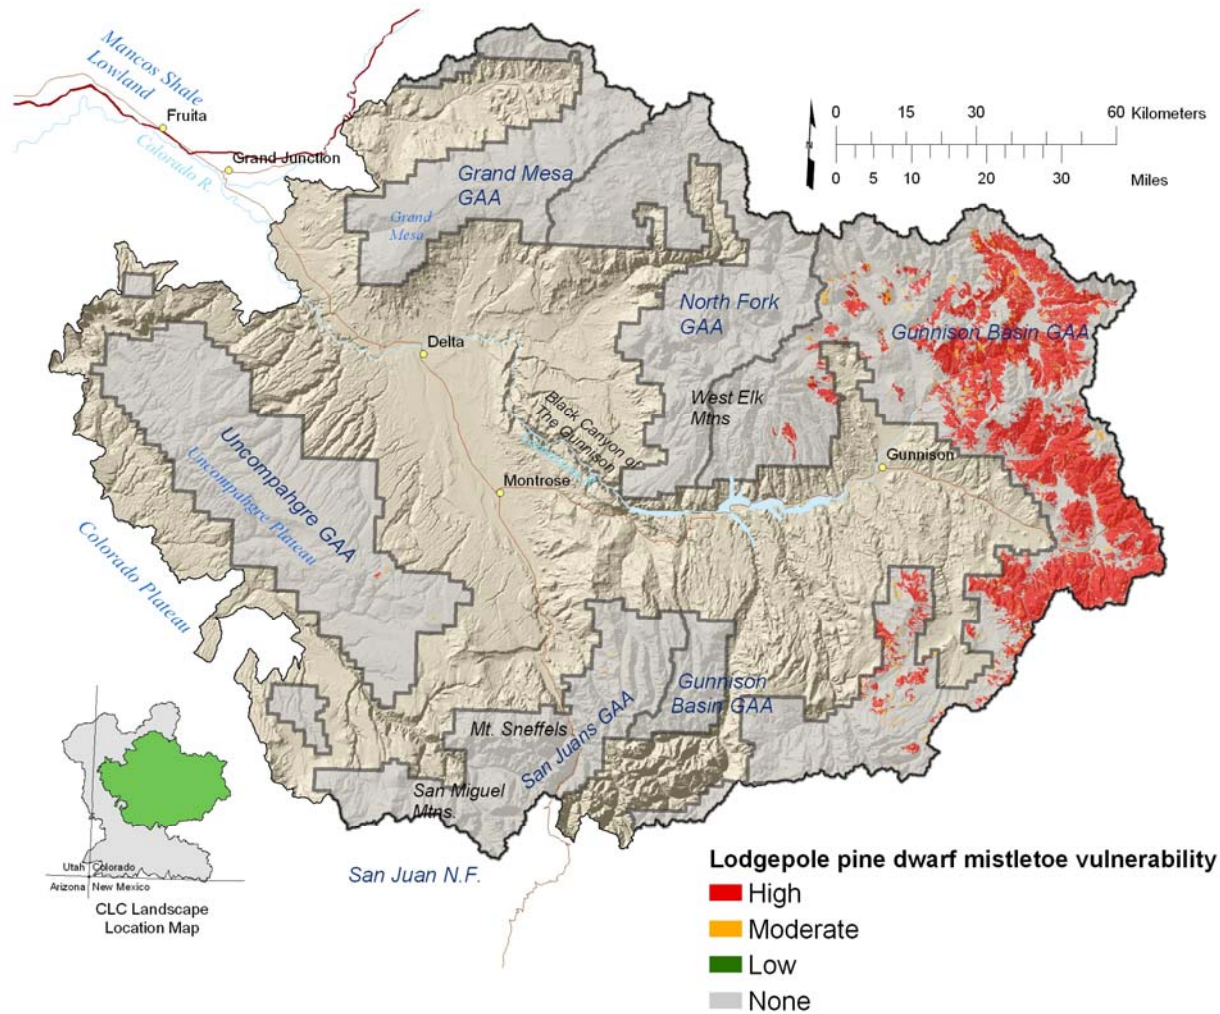 Mancos Shale
Lowland
Fruita
Colorado R.
Grand Junction
0 15 30 60 Kilometers
N
0 5 10 20 30 Miles
Grand Mesa
GAA
Grand
Mesa
North Fork
GAA
Gunnison Basin GAA
Delta
West Elk
Mtns
Black Canyon of
The Gunnison
Gunnison
Montrose
Uncompahgre GAA
Uncompahgre Plateau
Colorado Plateau
Gunnison
Basin GAA
Mt. Sneffels
San Juans GAA
San Miguel
Mtns.
San Juan N.F.
Utah Colorado
Arizona New Mexico
CLC Landscape
Location Map
Lodgepole pine dwarf mistletoe vulnerability
High
Moderate
Low
None